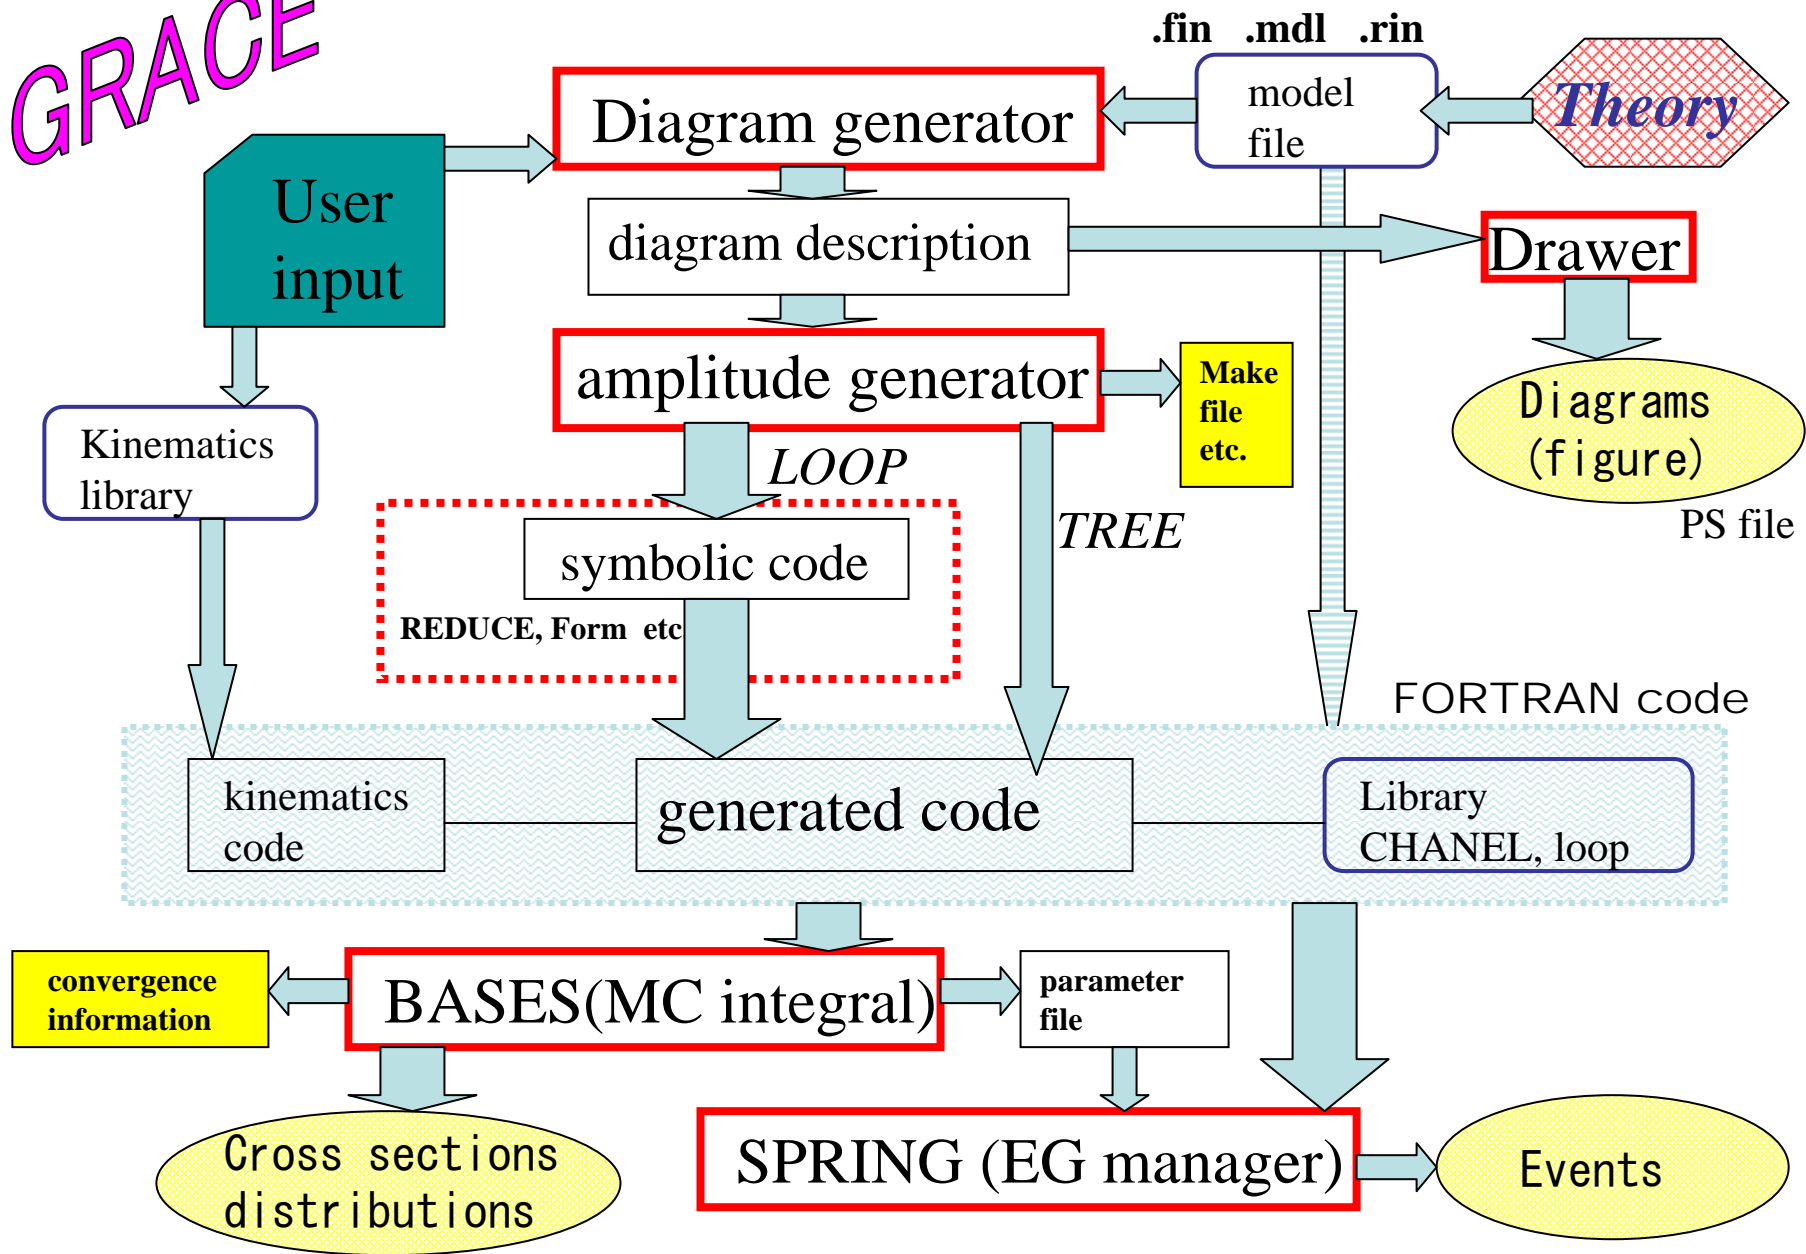 GRACE
.fin .mdl .rin
Diagram generator
model
file
Theory
User
input
diagram description
Drawer
amplitude generator
Make
file
etc.
Diagrams
(figure)
PS file
Kinematics
library
LOOP
TREE
symbolic code
REDUCE, Form etc
FORTRAN code
kinematics
code
generated code
Library
CHANEL, loop
convergence
information
BASES(MC integral)
parameter
file
Cross sections
distributions
SPRING (EG manager)
Events